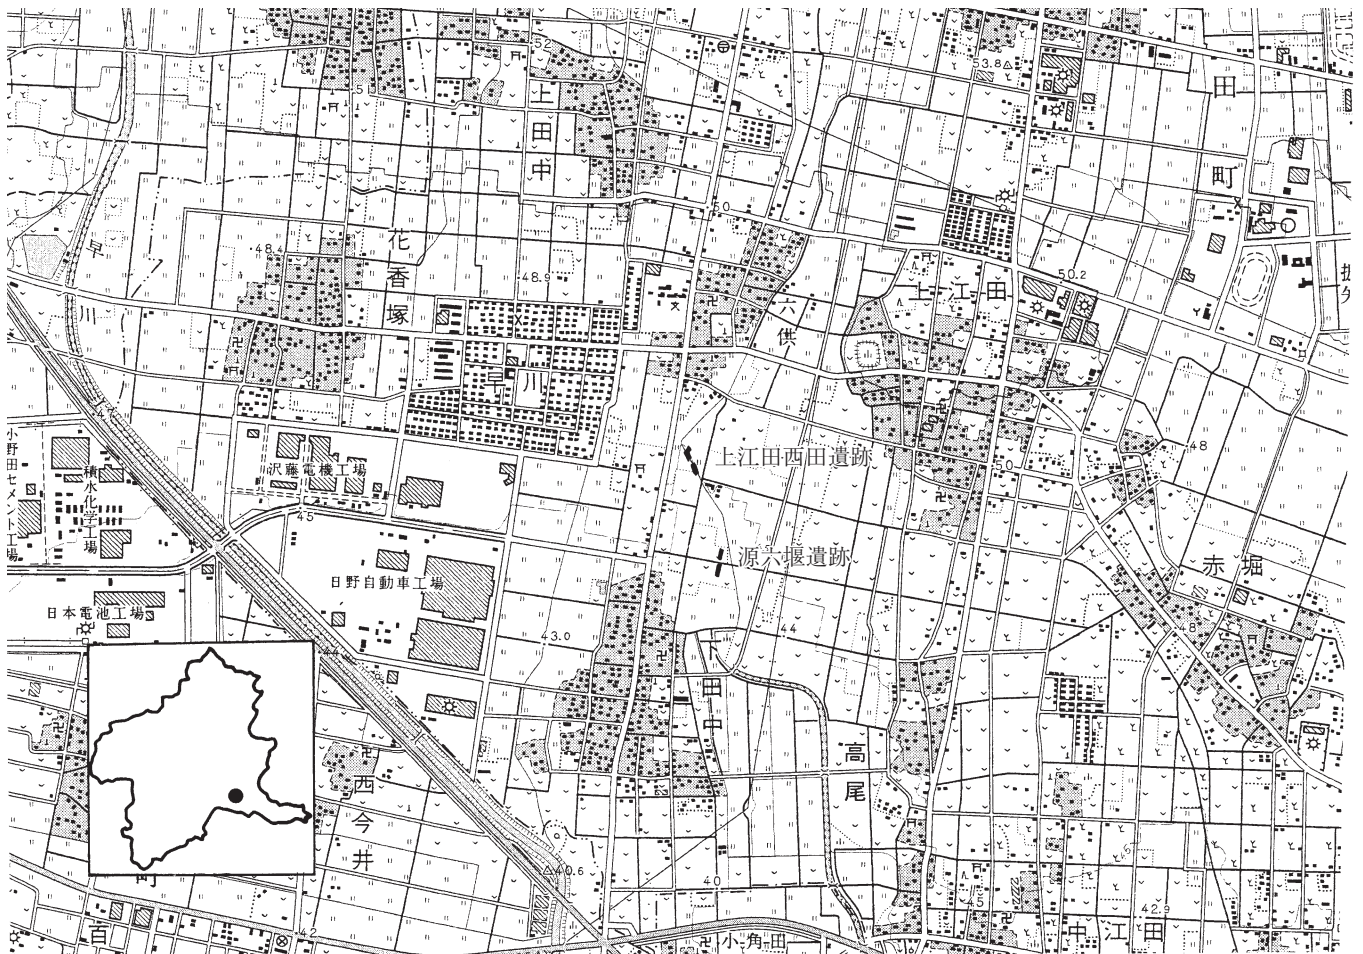 52
53.8
田町
上田中
51
50
早川
48.4
花香塚
48.9
六供
上江田
50.2
早川
小野田セメント工場
積水化学工場
沢藤電機工場
上江田西田遺跡
48
50
45
源六堰遺跡
赤堀
日野自動車工場
日本電池工場
43.0
44
44
48
下田中
高尾
西今井
40.6
40
45
42.9
町
百
42
小角田
中江田